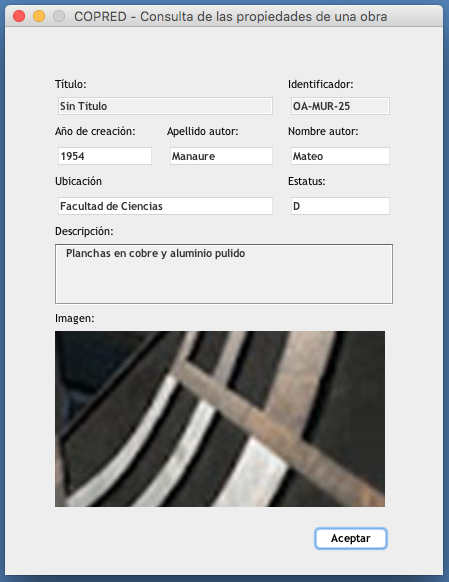 COPRED - Consulta de las propiedades de una obra
Título: Identificador:
Sin Titulo OA-MUR-25
Año de creación: Apellido autor: Nombre autor:
1954 Manaure Mateo
Ubicación Estatus:
Facultad de Ciencias D
Descripción:
Planchas en cobre y aluminio pulido
Imagen:
Aceptar